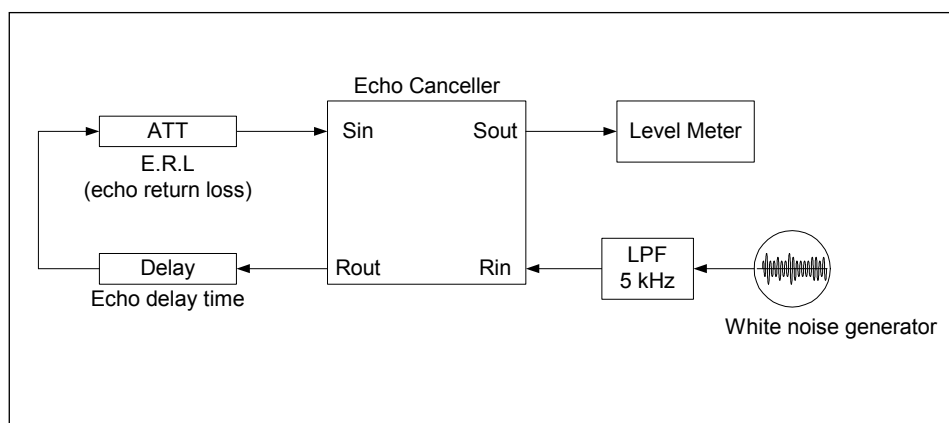 Echo Canceller
ATT
Sin
Sout
Level Meter
E.R.L
(echo return loss)
Delay
Rout
Rin
LPF
5 kHz
Echo delay time
White noise generator